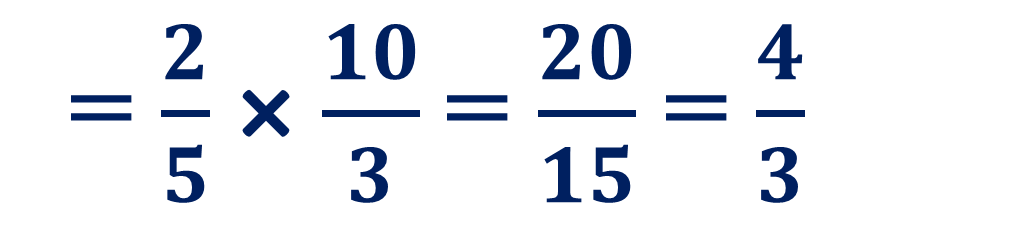 = 2/5 × 10/3 = 20/15 = 4/3